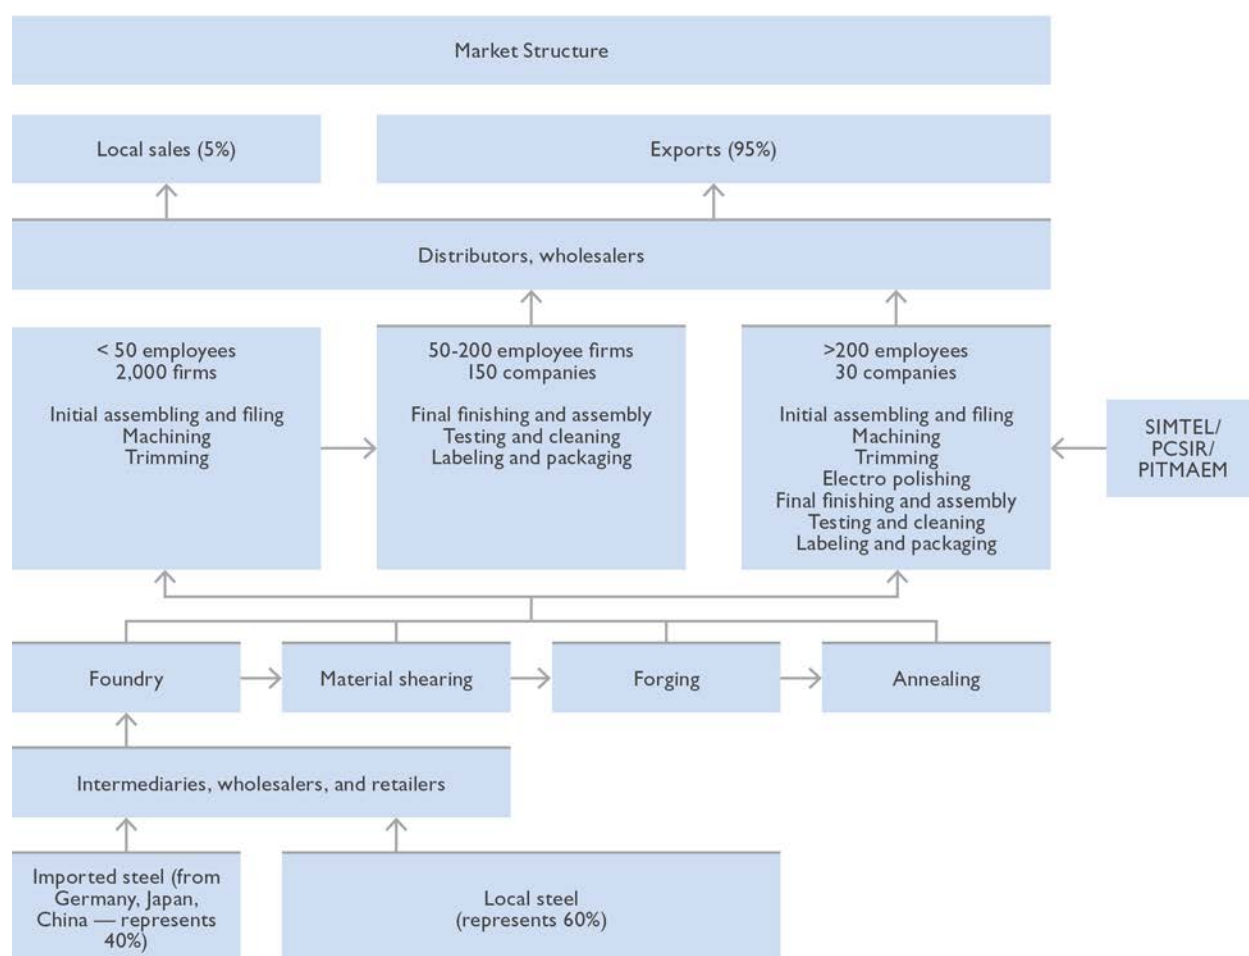 Market Structure
Local sales (5%)
Exports (95%)
Distributors, wholesalers
< 50 employees
2,000 firms
Initial assembling and filing
Machining
Trimming
50-200 employee firms
150 companies
Final finishing and assembly
Testing and cleaning
Labeling and packaging
>200 employees
30 companies
Initial assembling and filing
Machining
Trimming
Electro polishing
Final finishing and assembly
Testing and cleaning
Labeling and packaging
SIMTEL/
PCSIR/
PITMAEM
Foundry
Material shearing
Forging
Annealing
Intermediaries, wholesalers, and retailers
Imported steel (from
Germany, Japan,
China — represents
40%)
Local steel
(represents 60%)